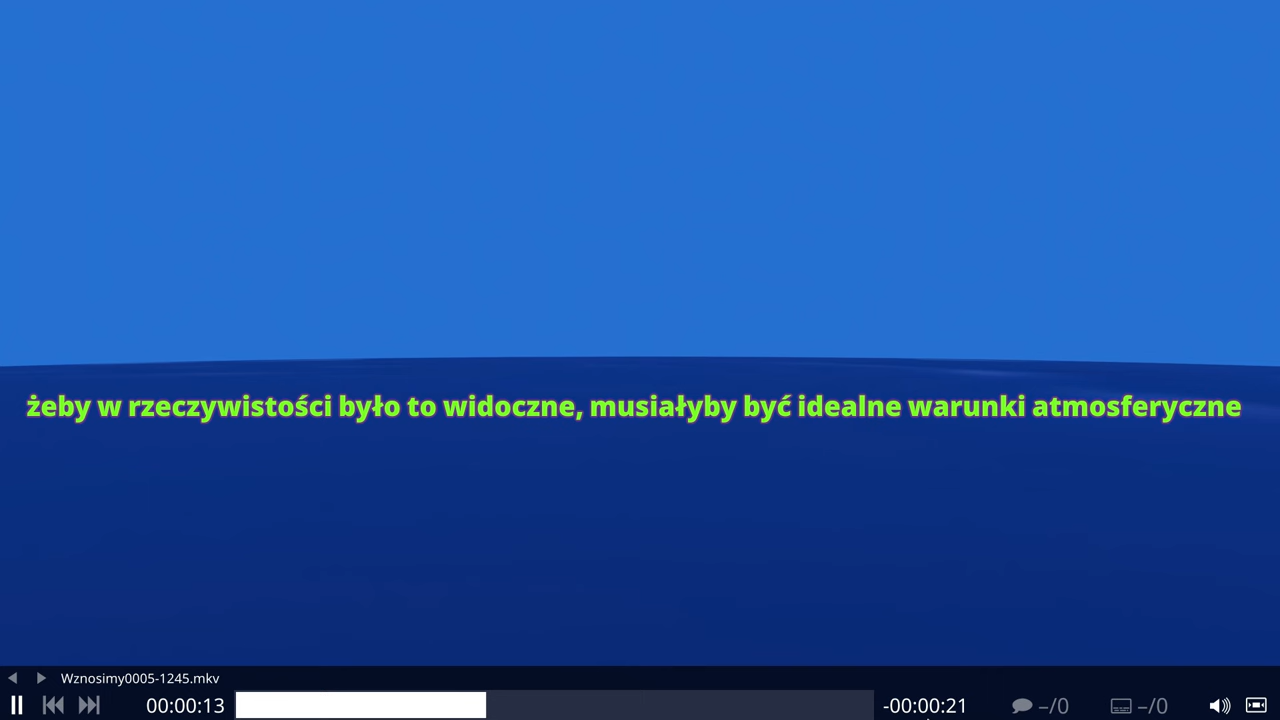 żeby w rzeczywistości było to widoczne, musiałyby być idealne warunki atmosferyczne
Wznosimy0005-1245.mkv
00:00:13 -00:00:21 –/0 –/0